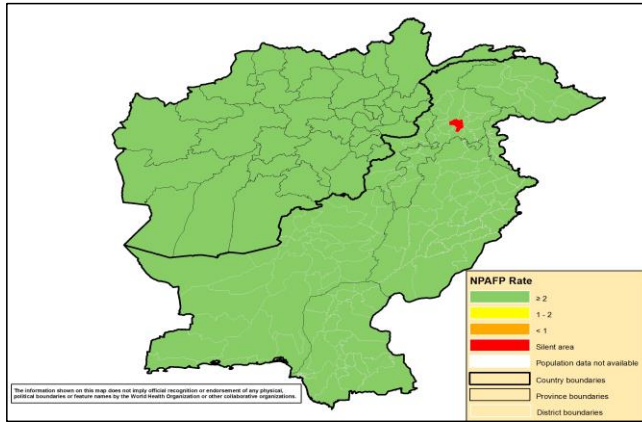 NPAFP Rate
≥ 2
1 - 2
< 1
Silent area
Population data not available
Country boundaries
Province boundaries
District boundaries
The information shown on this map does not imply official recognition or endorsement of any physical,
political boundaries or feature names by the World Health Organization or other collaborative organizations.